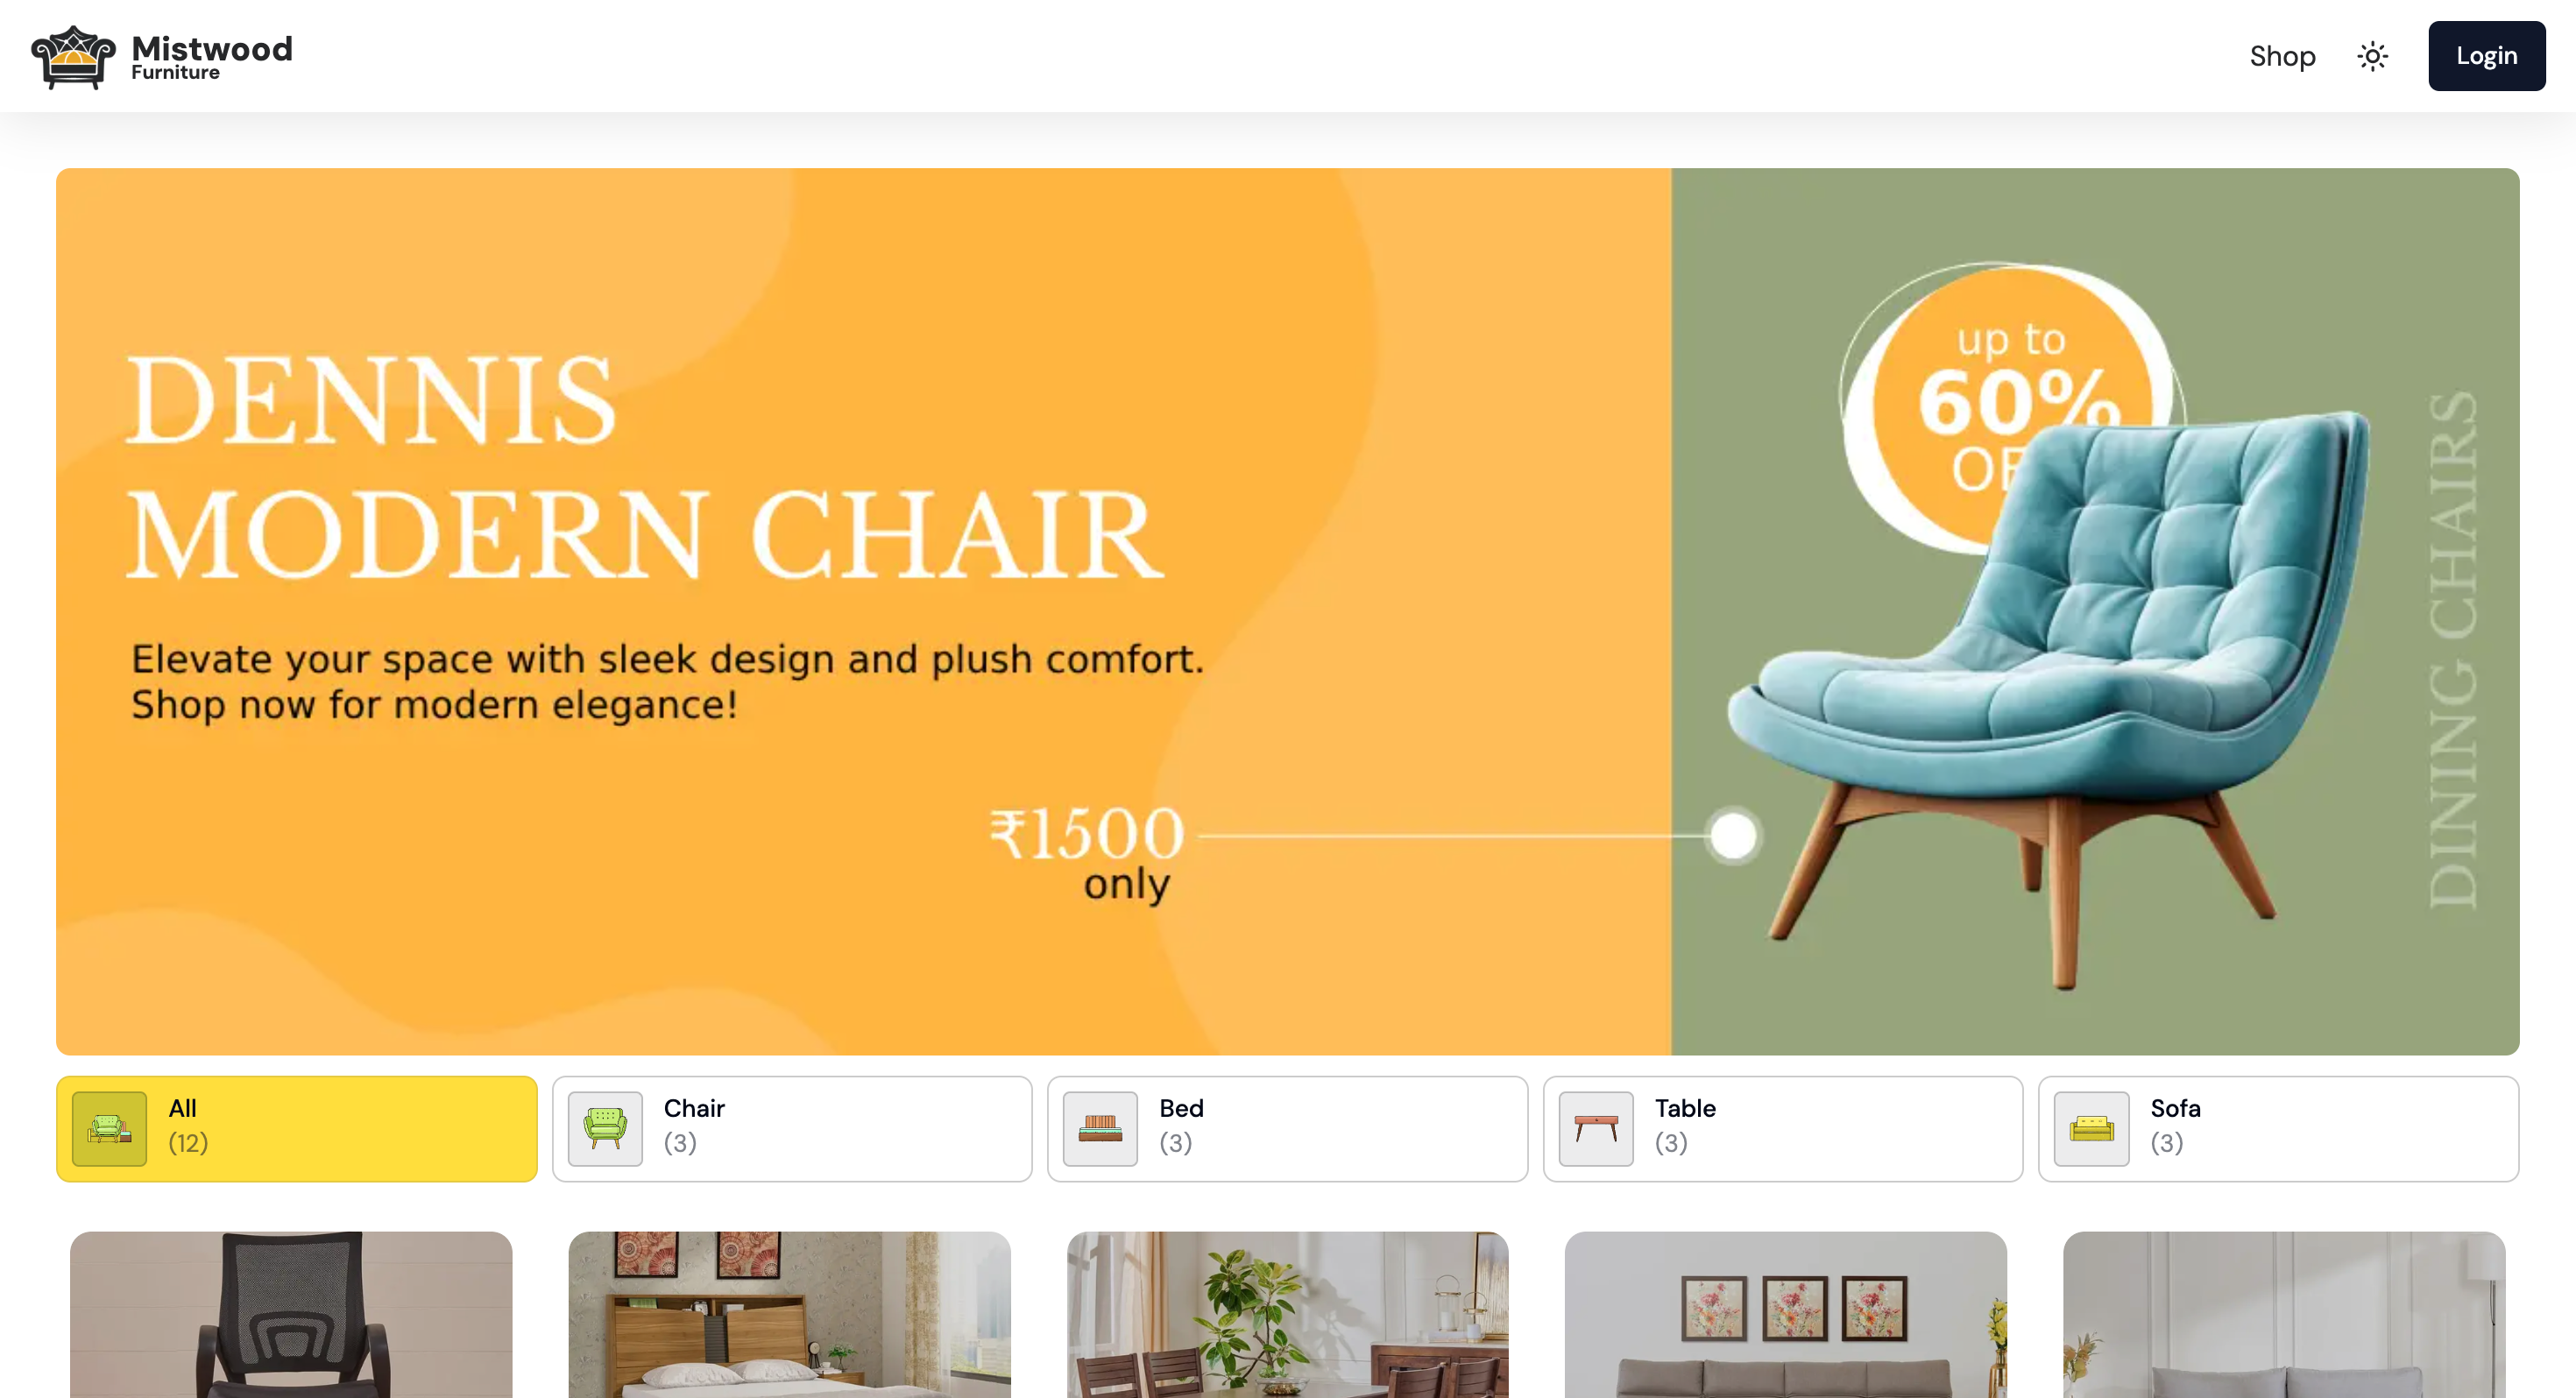 Mistwood
Furniture
Shop
Login
DENNIS
MODERN CHAIR
Elevate your space with sleek design and plush comfort.
Shop now for modern elegance!
₹1500
only
up to
60%
DINING CHAIRS
All
(12)
Chair
(3)
Bed
(3)
Table
(3)
Sofa
(3)